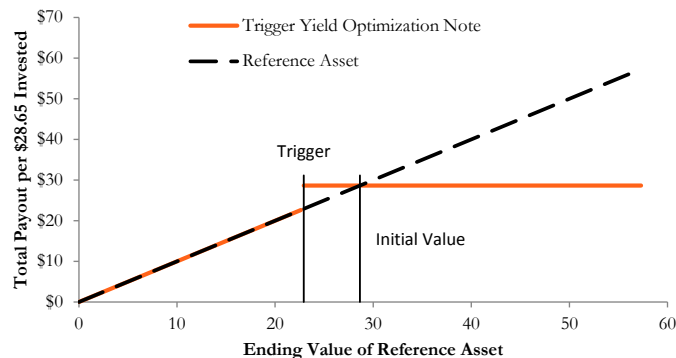 Trigger Yield Optimization Note
Reference Asset
Total Payout per $28.65 Invested
$70
$60
$50
$40
$30
$20
$10
$0
Trigger
Initial Value
0 10 20 30 40 50 60
Ending Value of Reference Asset